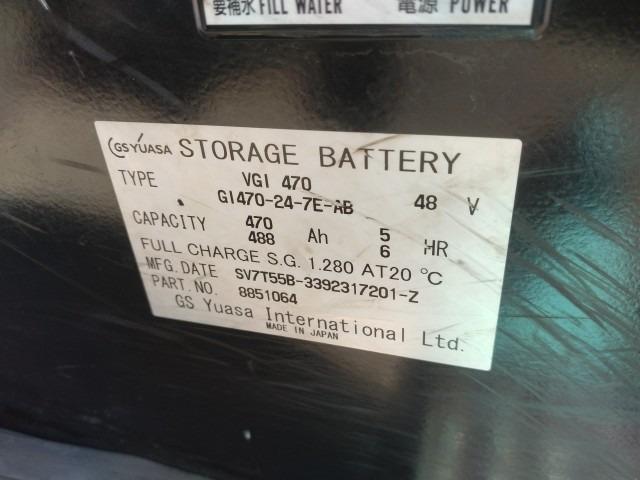 要補水 FILL WATER 電源 POWER
GS YUASA STORAGE BATTERY
TYPE VGI 470
GI470-24-7E-AB 48 V
CAPACITY 470 Ah 5 HR
488 6
FULL CHARGE S.G. 1.280 AT 20 °C
MFG.DATE SV7T55B-3392317201-Z
PART.NO. 8851064
GS Yuasa International Ltd.
MADE IN JAPAN